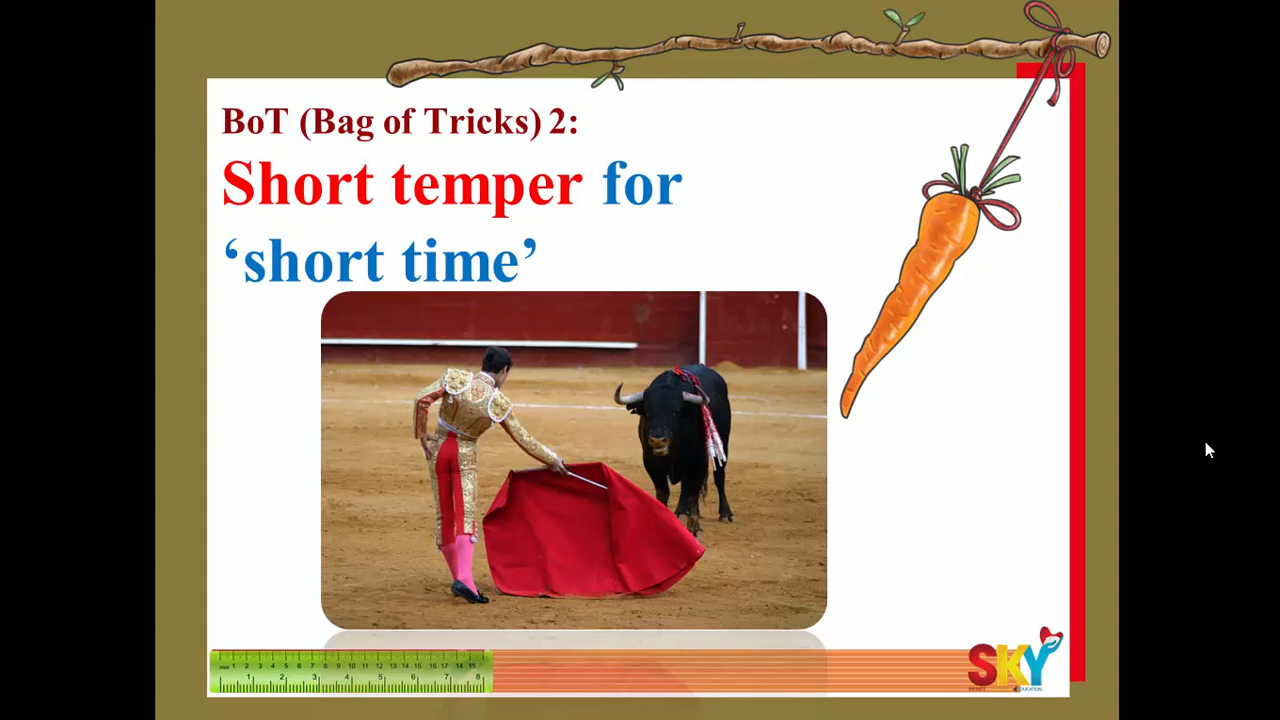 BoT (Bag of Tricks) 2:
Short temper for
‘short time’
SKY